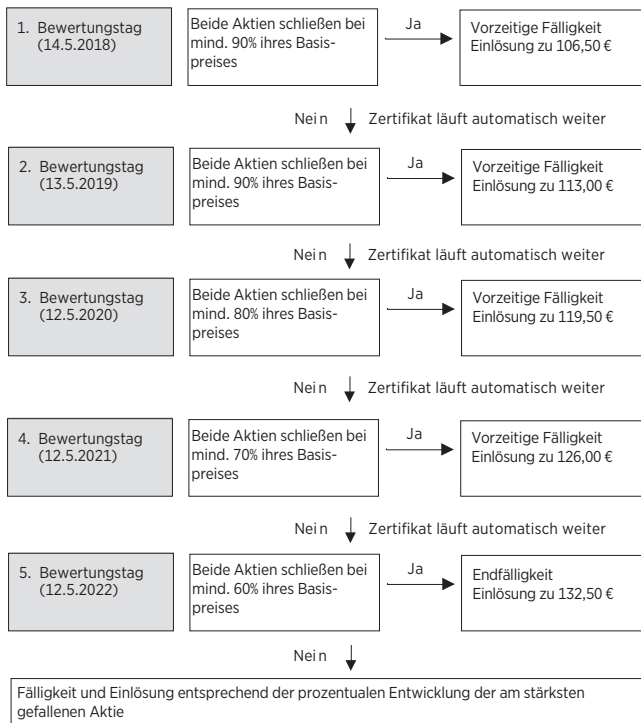 1. Bewertungstag
(14.5.2018)
Beide Aktien schließen bei
mind. 90% ihres Basis-
preises
Ja
Vorzeitige Fälligkeit
Einlösung zu 106,50 €
Nein Zertifikat läuft automatisch weiter
2. Bewertungstag
(13.5.2019)
Beide Aktien schließen bei
mind. 90% ihres Basis-
preises
Ja
Vorzeitige Fälligkeit
Einlösung zu 113,00 €
Nein Zertifikat läuft automatisch weiter
3. Bewertungstag
(12.5.2020)
Beide Aktien schließen bei
mind. 80% ihres Basis-
preises
Ja
Vorzeitige Fälligkeit
Einlösung zu 119,50 €
Nein Zertifikat läuft automatisch weiter
4. Bewertungstag
(12.5.2021)
Beide Aktien schließen bei
mind. 70% ihres Basis-
preises
Ja
Vorzeitige Fälligkeit
Einlösung zu 126,00 €
Nein Zertifikat läuft automatisch weiter
5. Bewertungstag
(12.5.2022)
Beide Aktien schließen bei
mind. 60% ihres Basis-
preises
Ja
Endfälligkeit
Einlösung zu 132,50 €
Nein
Fälligkeit und Einlösung entsprechend der prozentualen Entwicklung der am stärksten
gefallenen Aktie